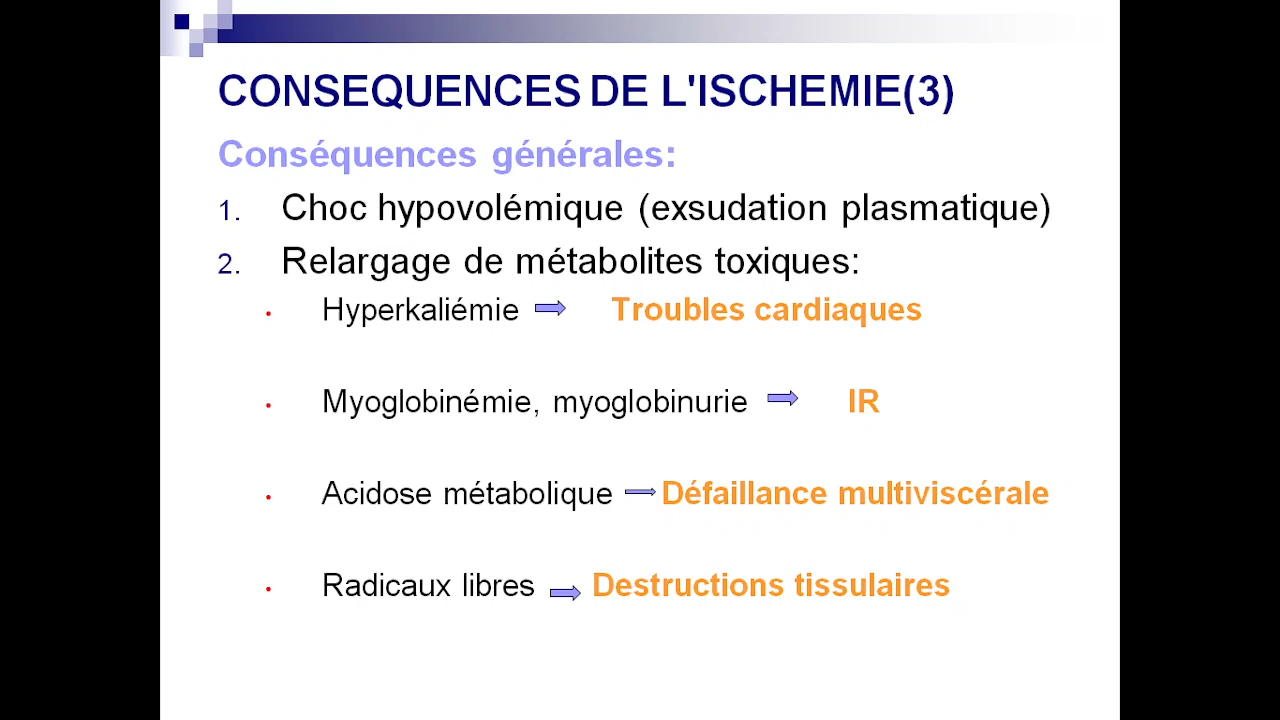 CONSEQUENCES DE L'ISCHEMIE(3)
Conséquences générales:
1. Choc hypovolémique (exsudation plasmatique)
2. Relargage de métabolites toxiques:
• Hyperkaliémie Troubles cardiaques
• Myoglobinémie, myoglobinurie IR
• Acidose métabolique Défaillance multiviscérale
• Radicaux libres Destructions tissulaires